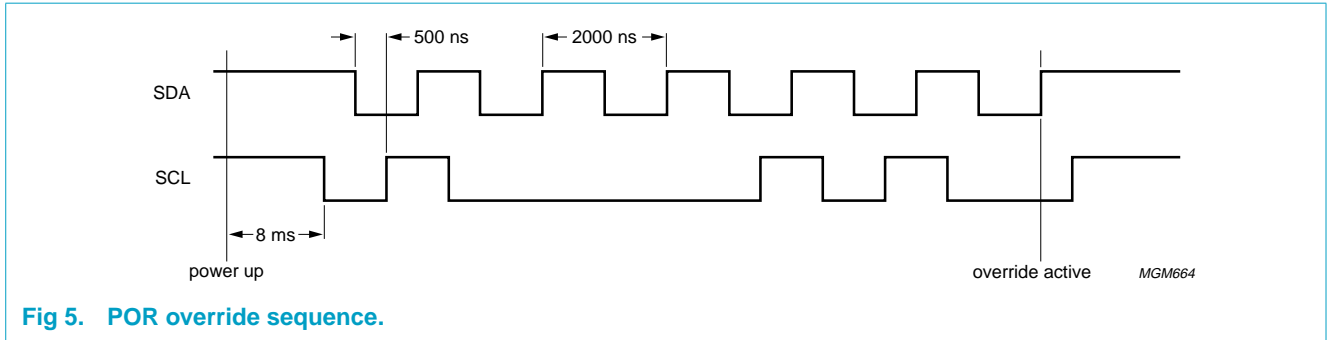 500 ns
2000 ns
SDA
SCL
8 ms
power up
override active
MGM664
Fig 5. POR override sequence.